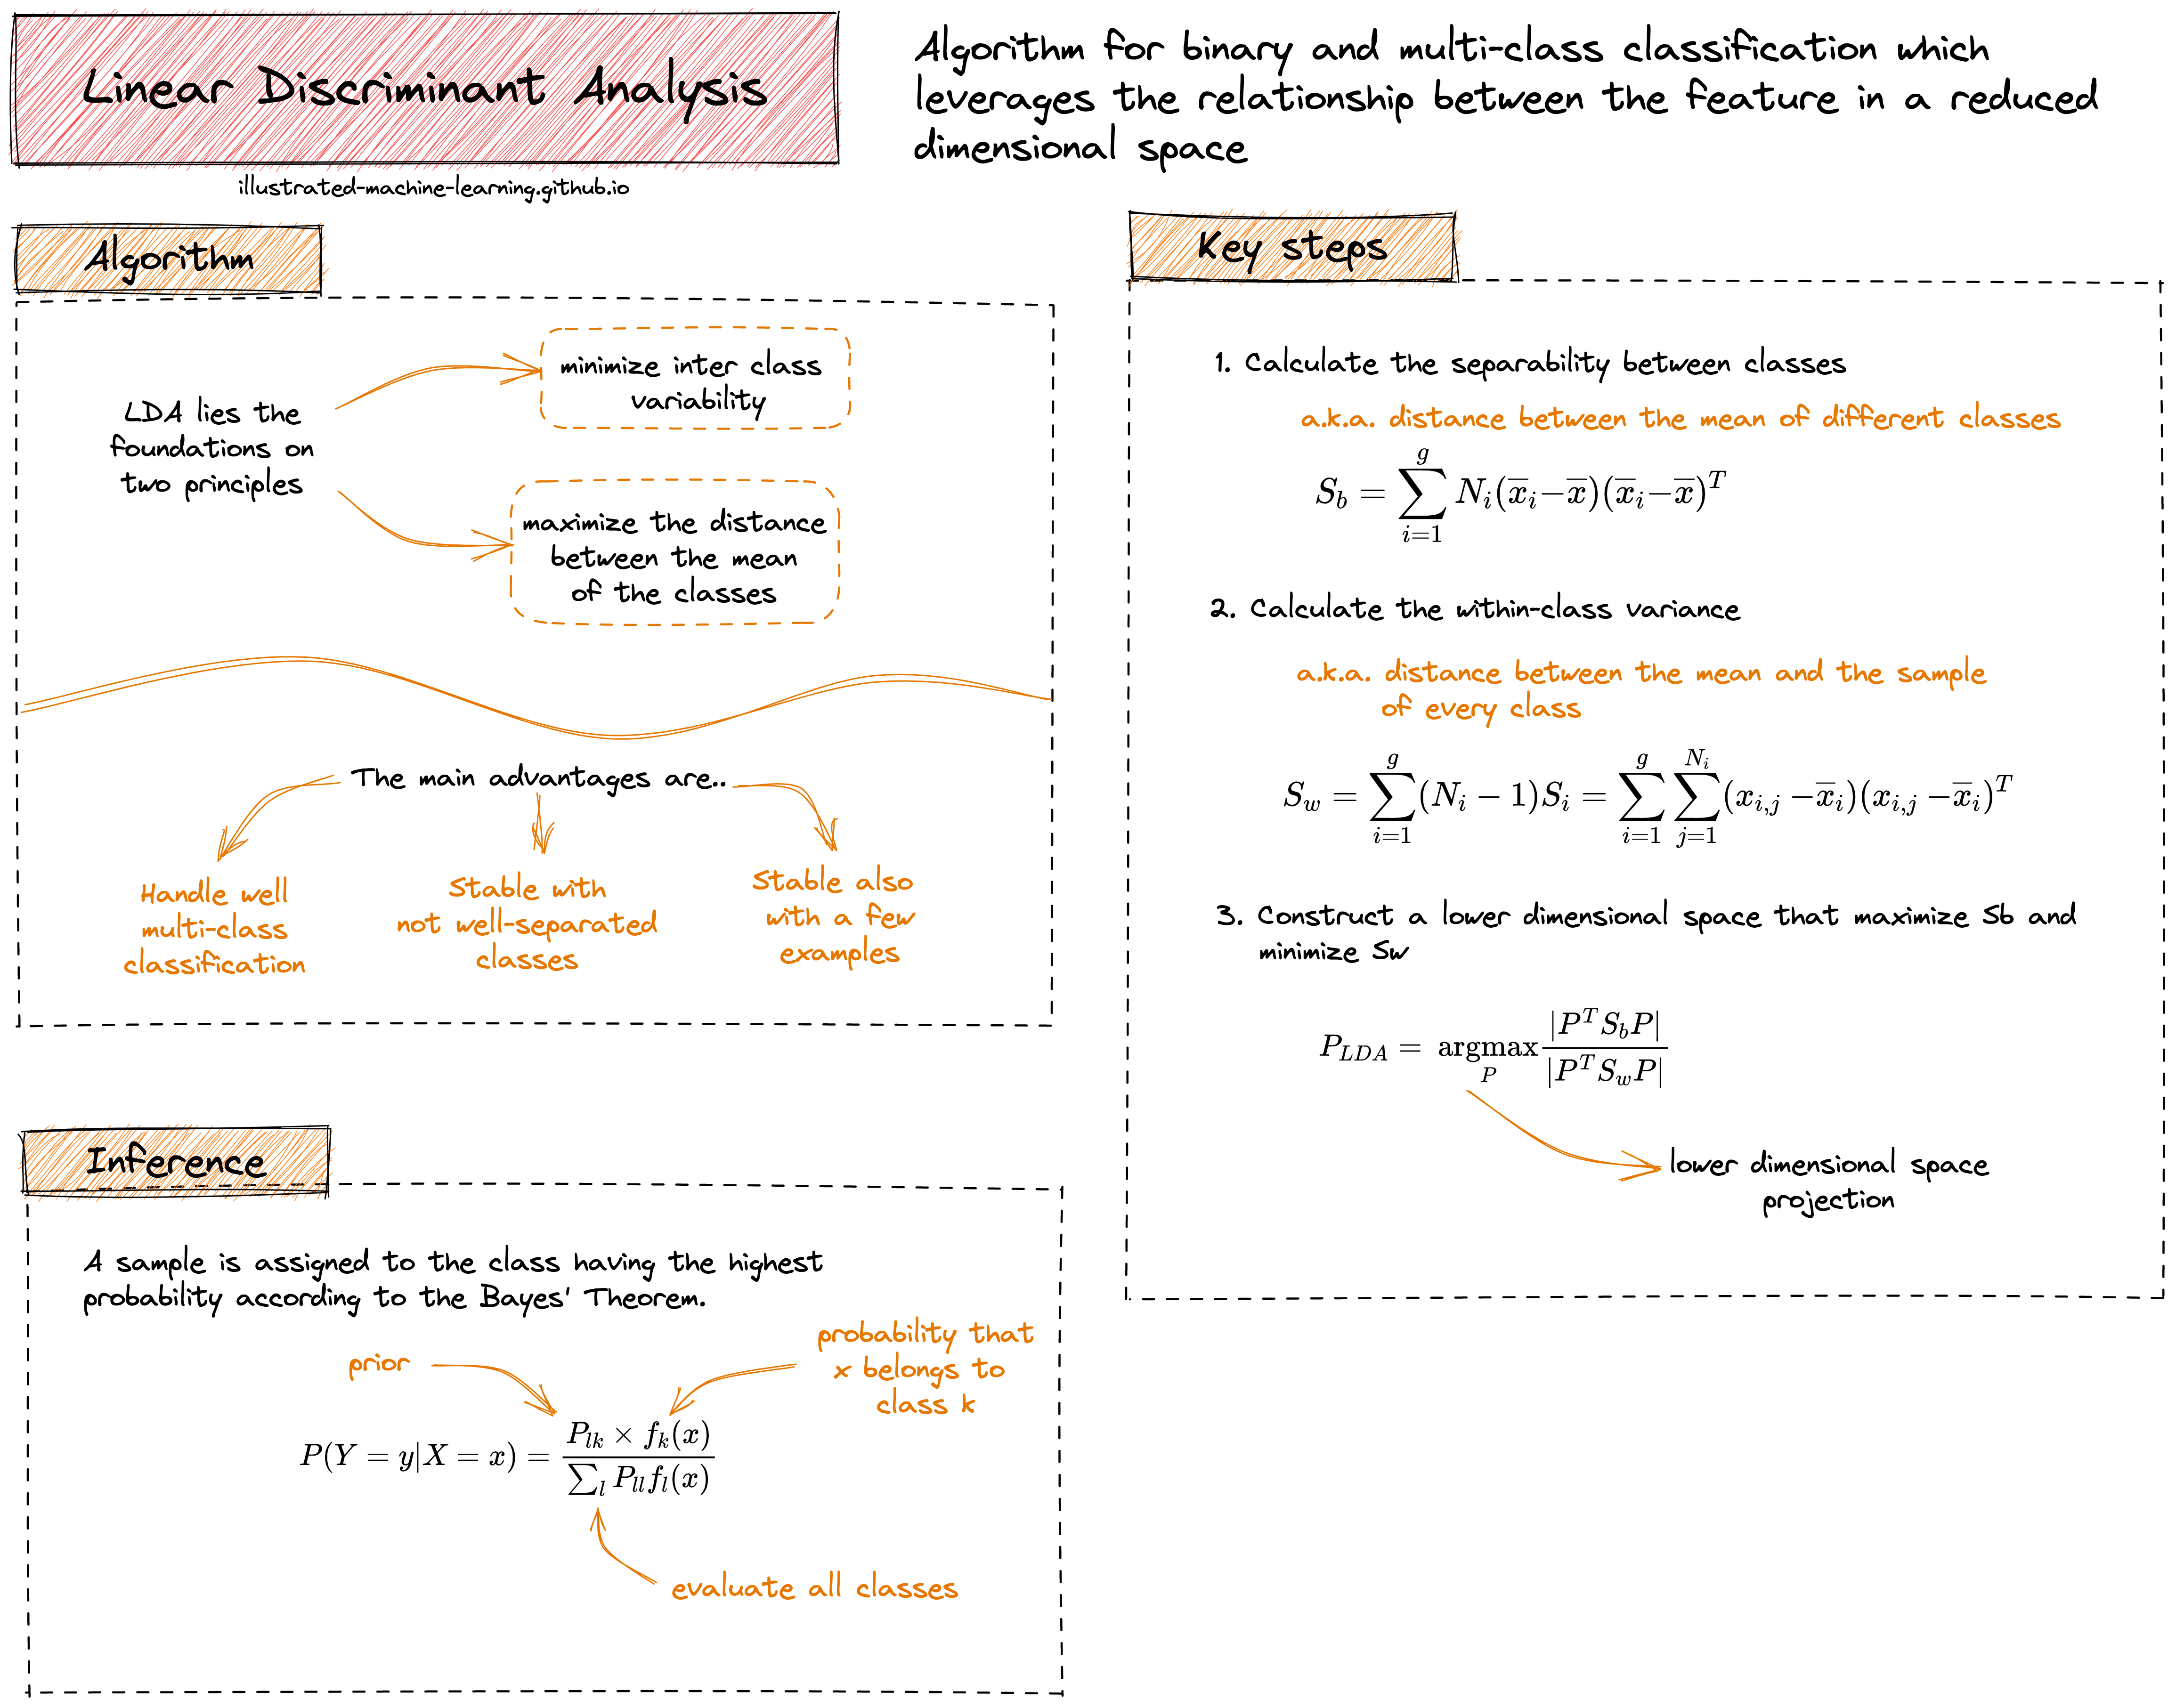 Linear Discriminant Analysis
illustrated-machine-learning.github.io
Algorithm for binary and multi-class classification which
leverages the relationship between the feature in a reduced
dimensional space
Algorithm
LDA lies the
foundations on
two principles
minimize inter class
variability
maximize the distance
between the mean
of the classes
The main advantages are..
Handle well
multi-class
classification
Stable with
not well-separated
classes
Stable also
with a few
examples
Key steps
1. Calculate the separability between classes
a.k.a. distance between the mean of different classes
$S_b = \sum_{i=1}^{g} N_i(\overline{x}_i - \overline{x})(\overline{x}_i - \overline{x})^T$
2. Calculate the within-class variance
a.k.a. distance between the mean and the sample
of every class
$S_w = \sum_{i=1}^{g} (N_i - 1)S_i = \sum_{i=1}^{g} \sum_{j=1}^{N_i} (x_{i,j} - \overline{x}_i)(x_{i,j} - \overline{x}_i)^T$
3. Construct a lower dimensional space that maximize Sb and
minimize Sw
$P_{LDA} = \underset{P}{\mathrm{argmax}} \frac{|P^T S_b P|}{|P^T S_w P|}$
lower dimensional space
projection
Inference
A sample is assigned to the class having the highest
probability according to the Bayes' Theorem.
prior
probability that
x belongs to
class k
$P(Y = y|X = x) = \frac{P_{lk} \times f_k(x)}{\sum_l P_{ll} f_l(x)}$
evaluate all classes